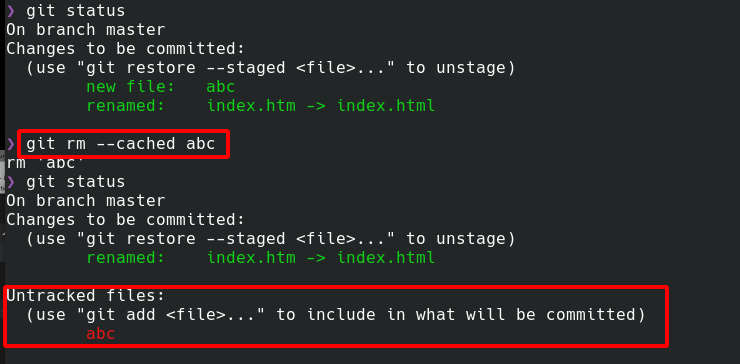 ❯ git status
On branch master
Changes to be committed:
  (use "git restore --staged <file>..." to unstage)
        new file:   abc
        renamed:    index.htm -> index.html
❯ git rm --cached abc
rm 'abc'
❯ git status
On branch master
Changes to be committed:
  (use "git restore --staged <file>..." to unstage)
        renamed:    index.htm -> index.html
Untracked files:
  (use "git add <file>..." to include in what will be committed)
        abc